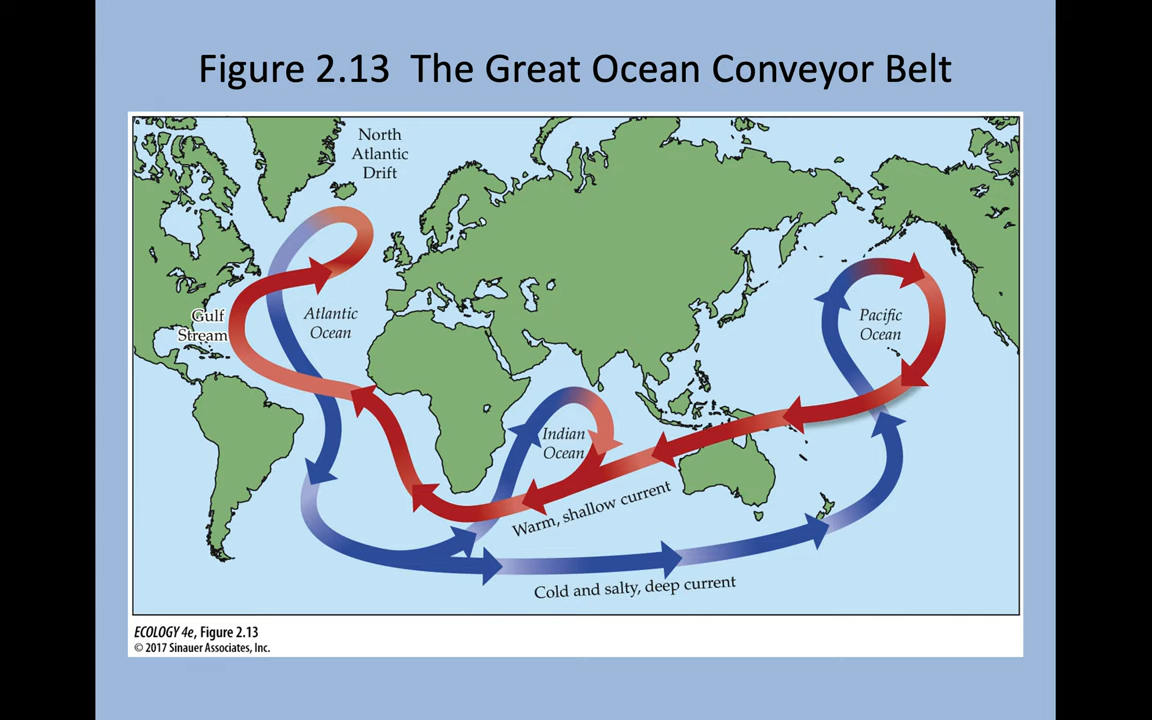 Figure 2.13 The Great Ocean Conveyor Belt
North
Atlantic
Drift
Gulf
Stream
Atlantic
Ocean
Pacific
Ocean
Indian
Ocean
Warm, shallow current
Cold and salty, deep current
ECOLOGY 4e, Figure 2.13
© 2017 Sinauer Associates, Inc.